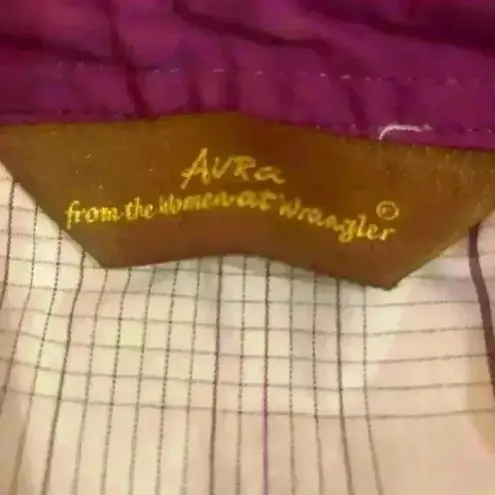 AURA
from the Women at Wrangler ©